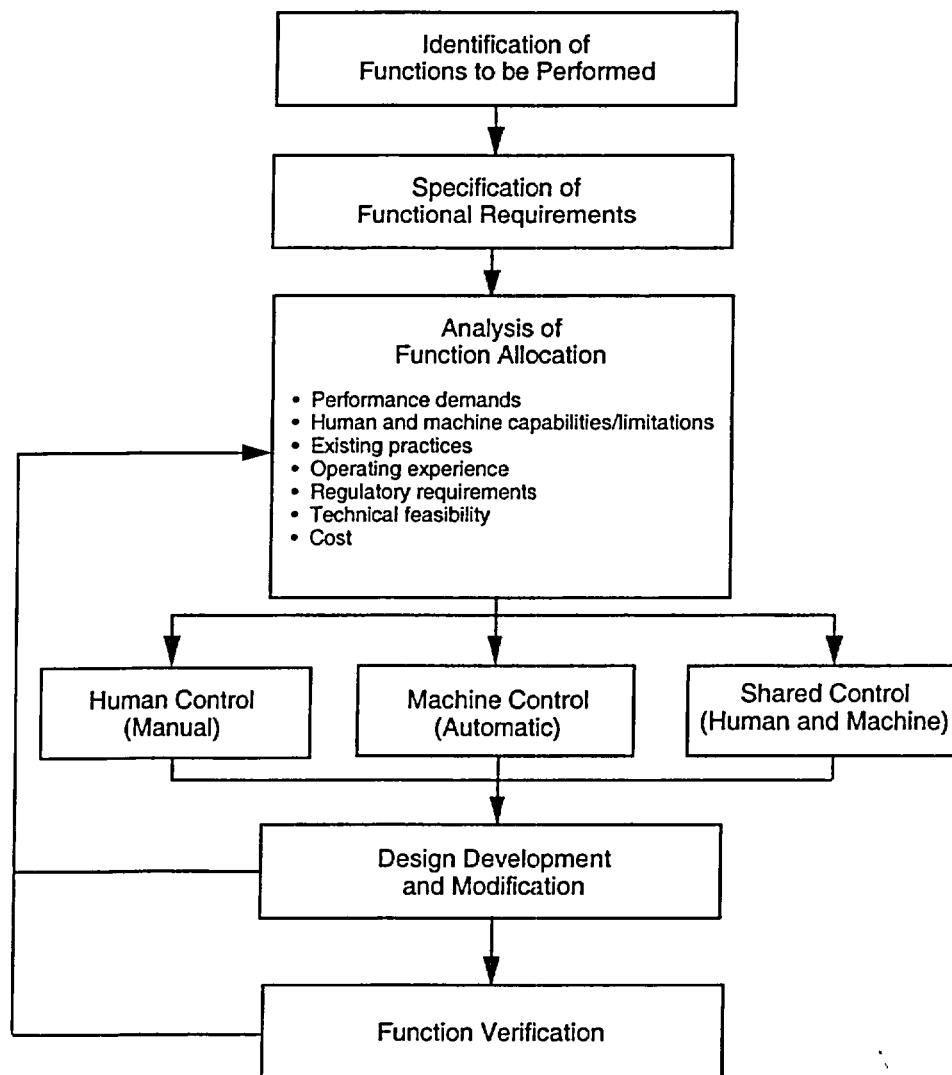 Identification of
Functions to be Performed
Specification of
Functional Requirements
Analysis of
Function Allocation
• Performance demands
• Human and machine capabilities/limitations
• Existing practices
• Operating experience
• Regulatory requirements
• Technical feasibility
• Cost
Human Control
(Manual)
Machine Control
(Automatic)
Shared Control
(Human and Machine)
Design Development
and Modification
Function Verification